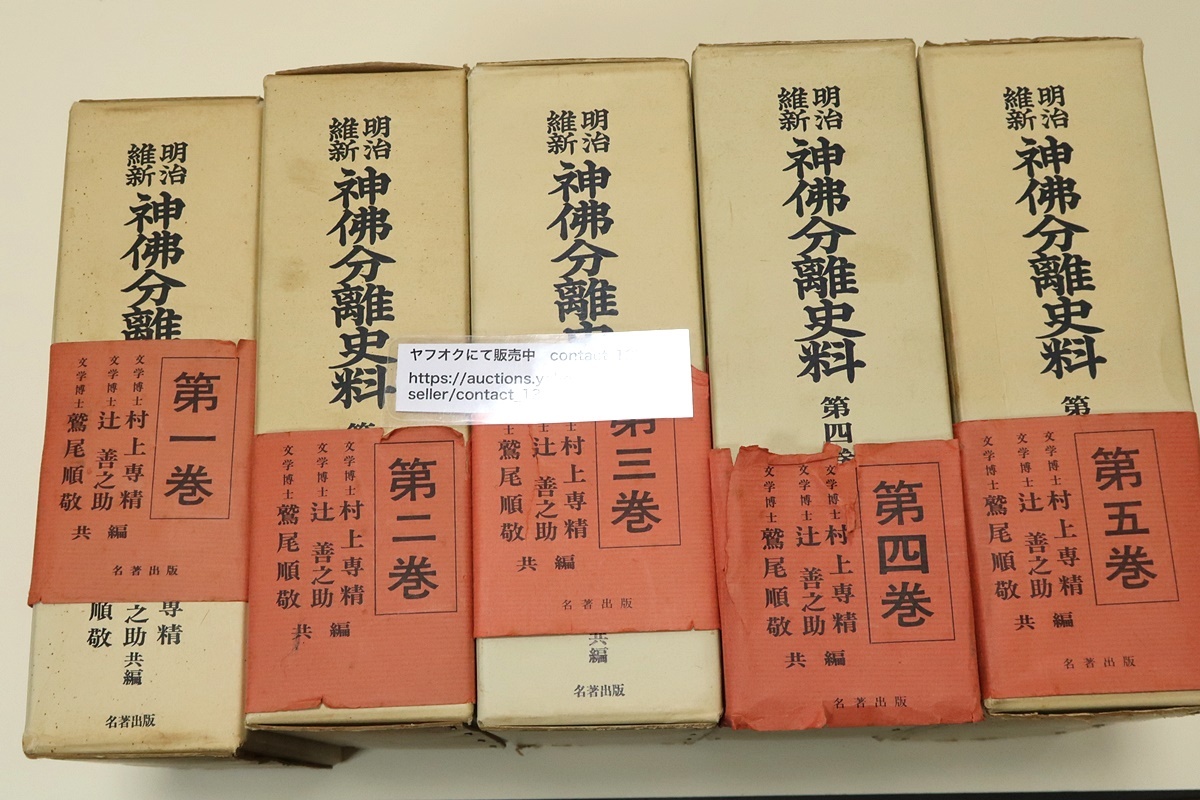 明治
維新
神佛分離
第一巻
文学博士 村上専精
文学博士 辻善之助
文学博士 鷲尾順敬
共編
名著出版
専精
之助
順敬
共編
名著出版
明治
維新
神佛分離史料
第二巻
文学博士 村上専精
文学博士 辻善之助
文学博士 鷲尾順敬
共編
明治
維新
神佛分離
ヤフオクにて販売中 contact_1
https://auctions.y
seller/contact_13
第三巻
村上専精
辻善之助
鷲尾順敬
共編
名著出版
共編
名著出版
明治
維新
神佛分離史料
第四
第四巻
文学博士 村上専精
文学博士 辻善之助
文学博士 鷲尾順敬
共編
名著出版
明治
維新
神佛分離史料
第
第五巻
文学博士 村上専精
文学博士 辻善之助
文学博士 鷲尾順敬
共編
名著出版